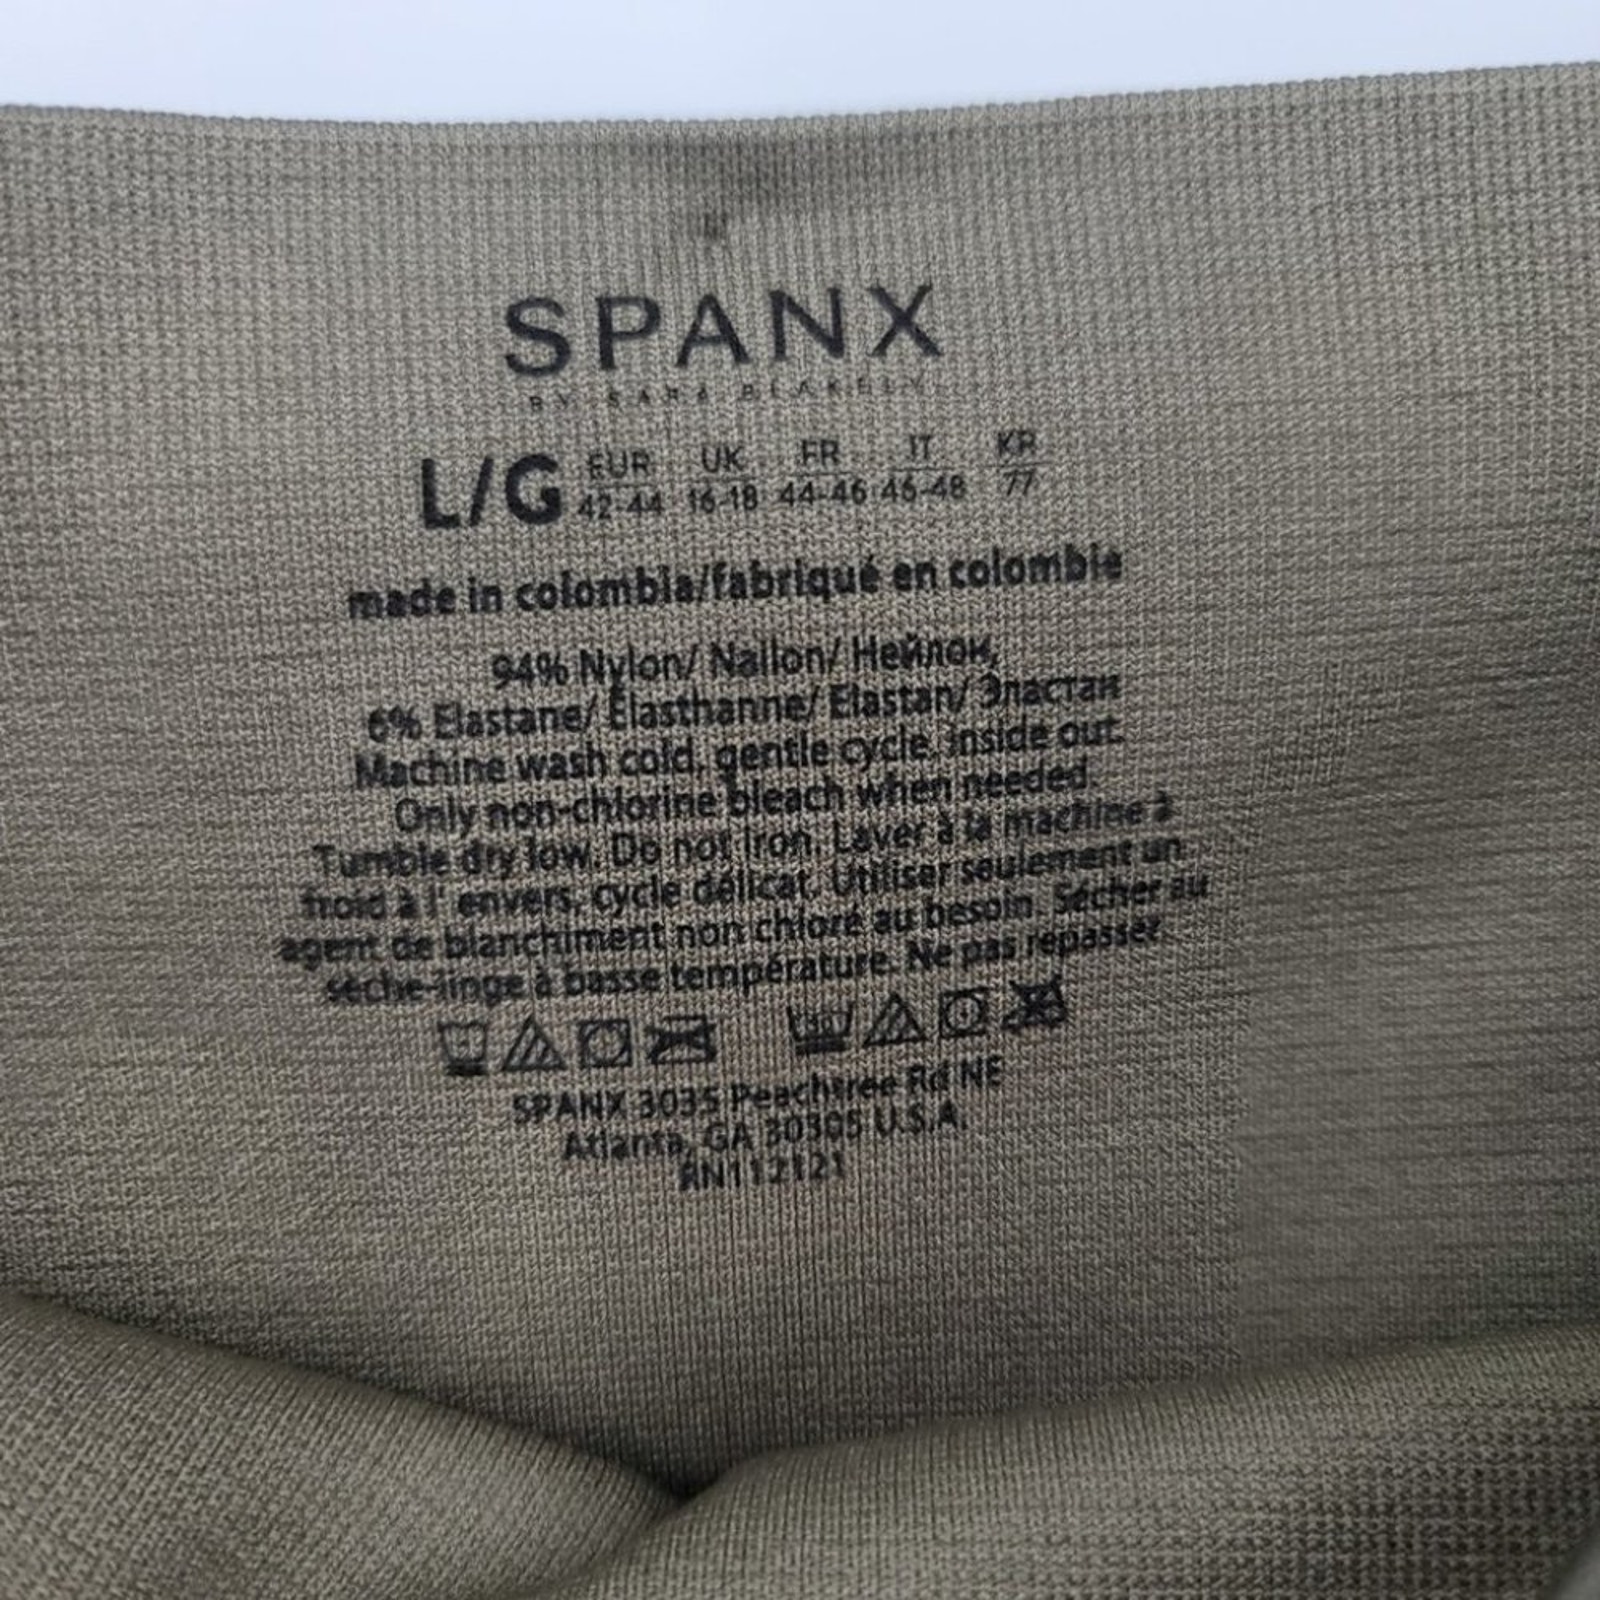 SPANX
BY SARA BLAKELY
L/G EUR 42-44 UK 16-18 FR 44-46 IT 46-48 KR 77
made in colombia/fabriqué en colombie
94% Nylon/ Nailon/ Нейлон,
6% Elastane/ Élasthanne/ Elastan/ Эластан
Machine wash cold, gentle cycle, inside out.
Only non-chlorine bleach when needed.
Tumble dry low. Do not iron. Laver à la machine à
froid à l' envers, cycle délicat. Utiliser seulement un
agent de blanchiment non chloré au besoin. Sécher au
sèche-linge à basse température. Ne pas repasser.
30
SPANX 3035 Peachtree Rd NE
Atlanta, GA 30305 U.S.A.
RN112121